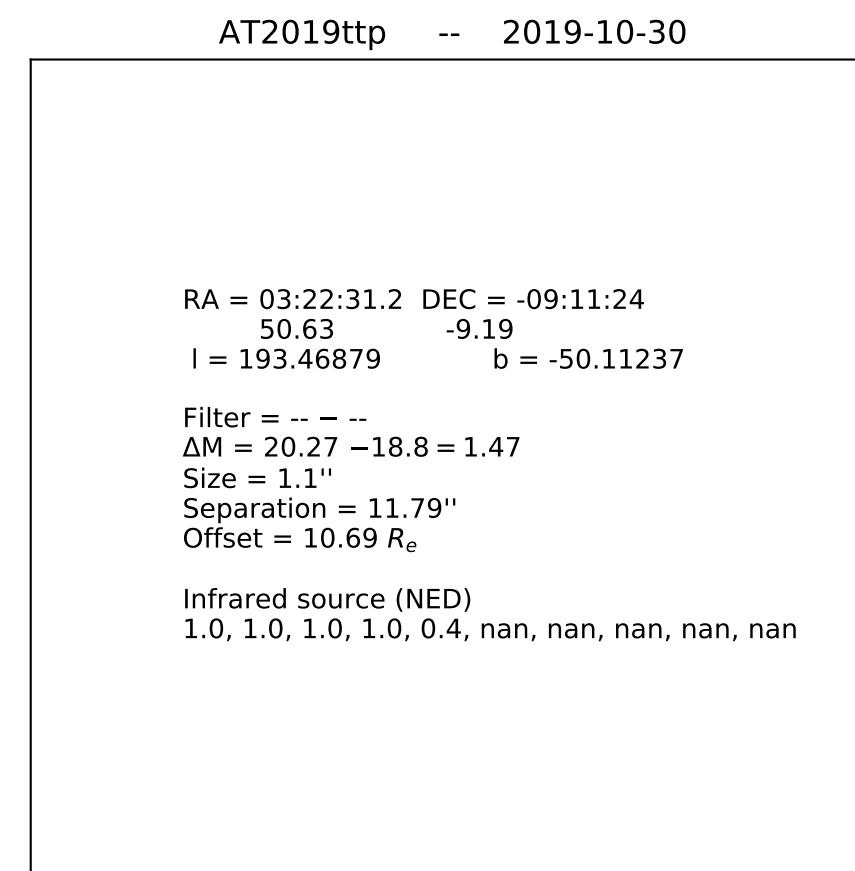 AT2019ttp -- 2019-10-30
RA = 03:22:31.2 DEC = -09:11:24
50.63 -9.19
l = 193.46879 b = -50.11237
Filter = -- − --
ΔM = 20.27 −18.8 = 1.47
Size = 1.1''
Separation = 11.79''
Offset = 10.69 Rₑ
Infrared source (NED)
1.0, 1.0, 1.0, 1.0, 0.4, nan, nan, nan, nan, nan